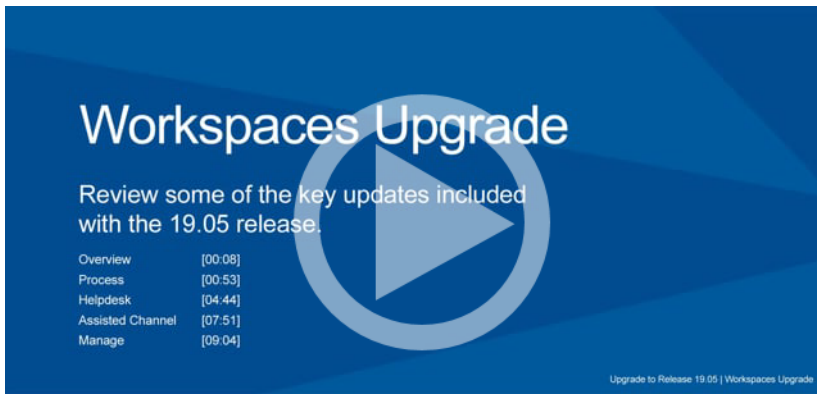 Workspaces Upgrade
Review some of the key updates included
with the 19.05 release.
Overview [00:08]
Process [00:53]
Helpdesk [04:44]
Assisted Channel [07:51]
Manage [09:04]
Upgrade to Release 19.05 | Workspaces Upgrade